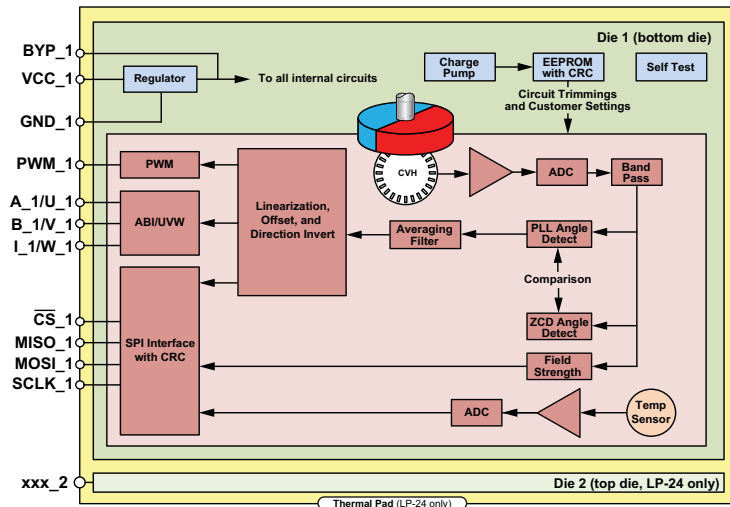 Die 1 (bottom die)
BYP_1
VCC_1
GND_1
Regulator
To all internal circuits
Charge
Pump
EEPROM
with CRC
Self Test
Circuit Trimmings
and Customer Settings
PWM_1
PWM
A_1/U_1
B_1/V_1
I_1/W_1
ABI/UVW
Linearization,
Offset, and
Direction Invert
CVH
ADC
Band
Pass
Averaging
Filter
PLL Angle
Detect
Comparison
ZCD Angle
Detect
CS_1
MISO_1
MOSI_1
SCLK_1
SPI Interface
with CRC
Field
Strength
ADC
Temp
Sensor
xxx_2
Die 2 (top die, LP-24 only)
Thermal Pad (LP-24 only)